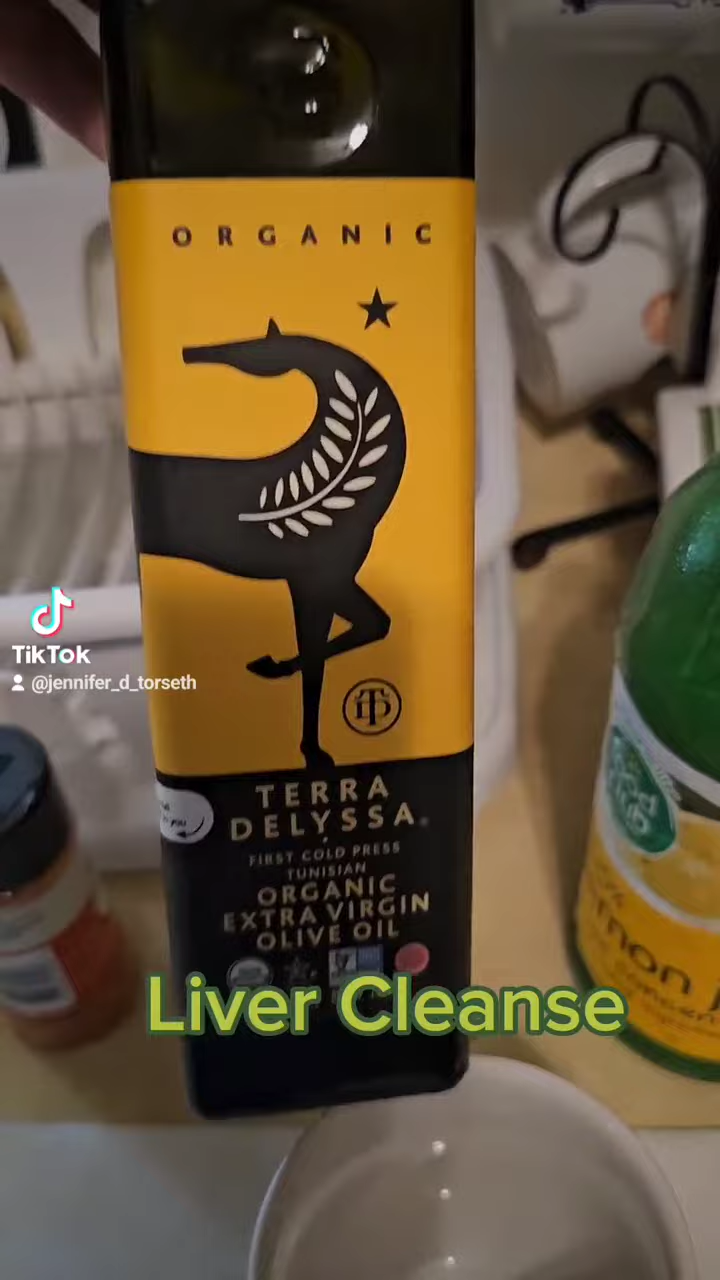 ORGANIC
TERRA
DELYSSA
FIRST COLD PRESS
TUNISIAN
ORGANIC
EXTRA VIRGIN
OLIVE OIL
TikTok
@jennifer_d_torseth
Liver Cleanse